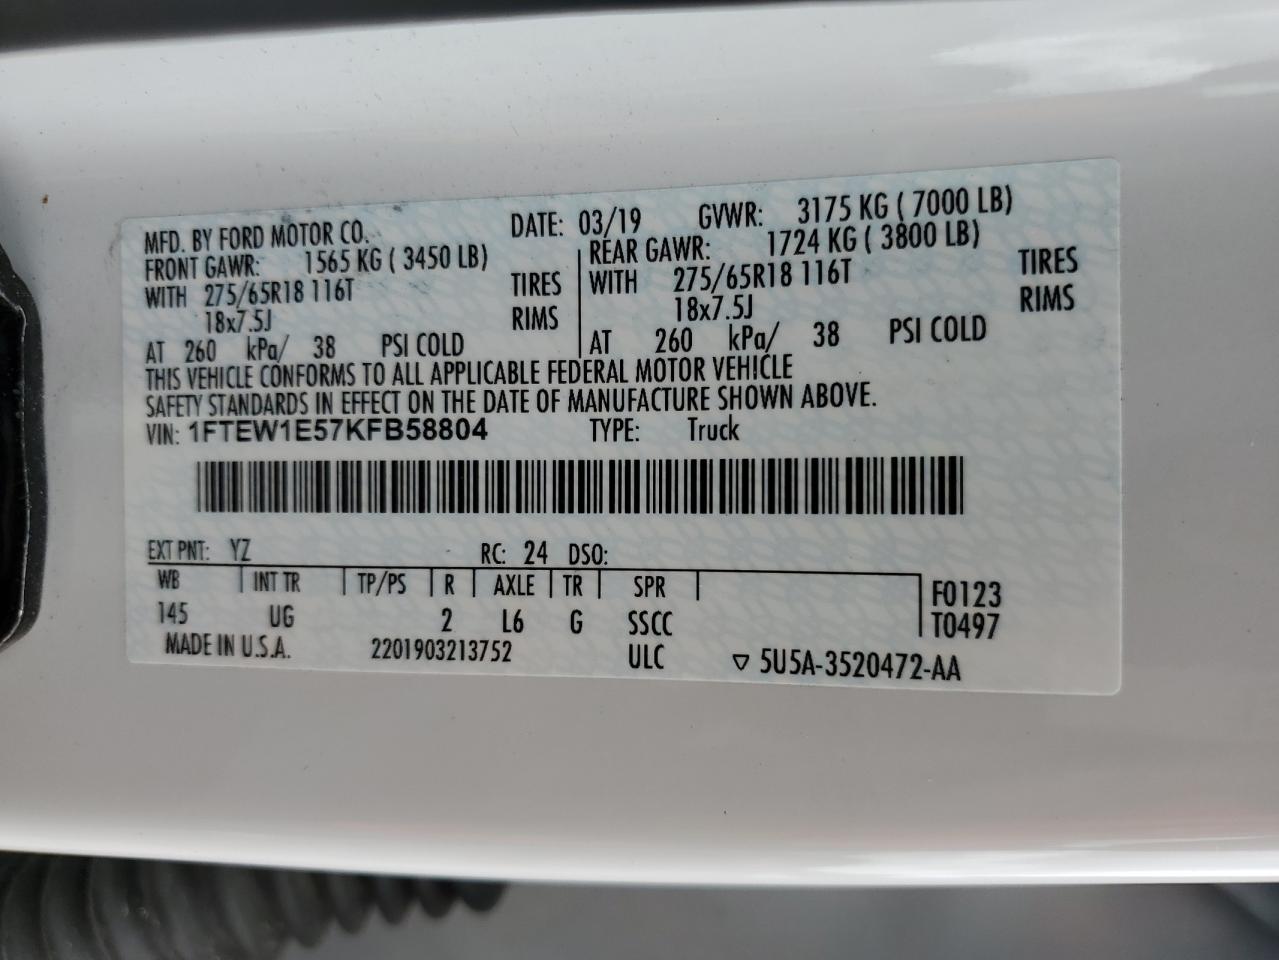 MFD. BY FORD MOTOR CO. DATE: 03/19 GVWR: 3175 KG ( 7000 LB)
FRONT GAWR: 1565 KG ( 3450 LB) REAR GAWR: 1724 KG ( 3800 LB)
WITH 275/65R18 116T TIRES WITH 275/65R18 116T TIRES
18x7.5J RIMS 18x7.5J RIMS
AT 260 kPa/ 38 PSI COLD AT 260 kPa/ 38 PSI COLD
THIS VEHICLE CONFORMS TO ALL APPLICABLE FEDERAL MOTOR VEHICLE
SAFETY STANDARDS IN EFFECT ON THE DATE OF MANUFACTURE SHOWN ABOVE.
VIN: 1FTEW1E57KFB58804 TYPE: Truck
EXT PNT: YZ RC: 24 DSO:
WB INT TR TP/PS R AXLE TR SPR F0123
145 UG 2 L6 G SSCC T0497
MADE IN U.S.A. 2201903213752 ULC ▽ 5U5A-3520472-AA